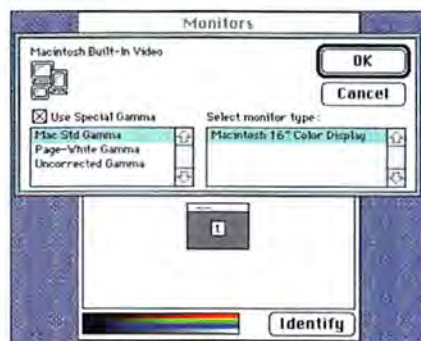 Monitors
Macintosh Built-In Video
OK
Cancel
Use Special Gamma
Select monitor type:
Mac Std Gamma
Page-White Gamma
Uncorrected Gamma
Macintosh 16" Color Display
1
Identify